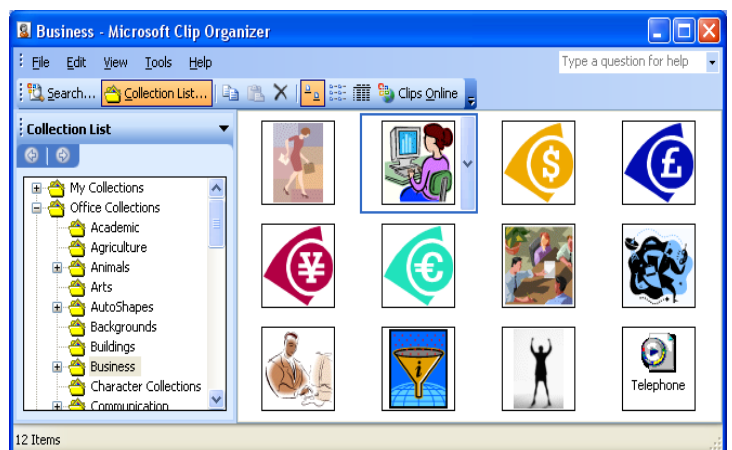 Business - Microsoft Clip Organizer
File Edit View Tools Help Type a question for help
Search... Collection List... Clips Online
Collection List
My Collections
Office Collections
Academic
Agriculture
Animals
Arts
AutoShapes
Backgrounds
Buildings
Business
Character Collections
Communication
$
£
¥
€
i
Telephone
12 Items